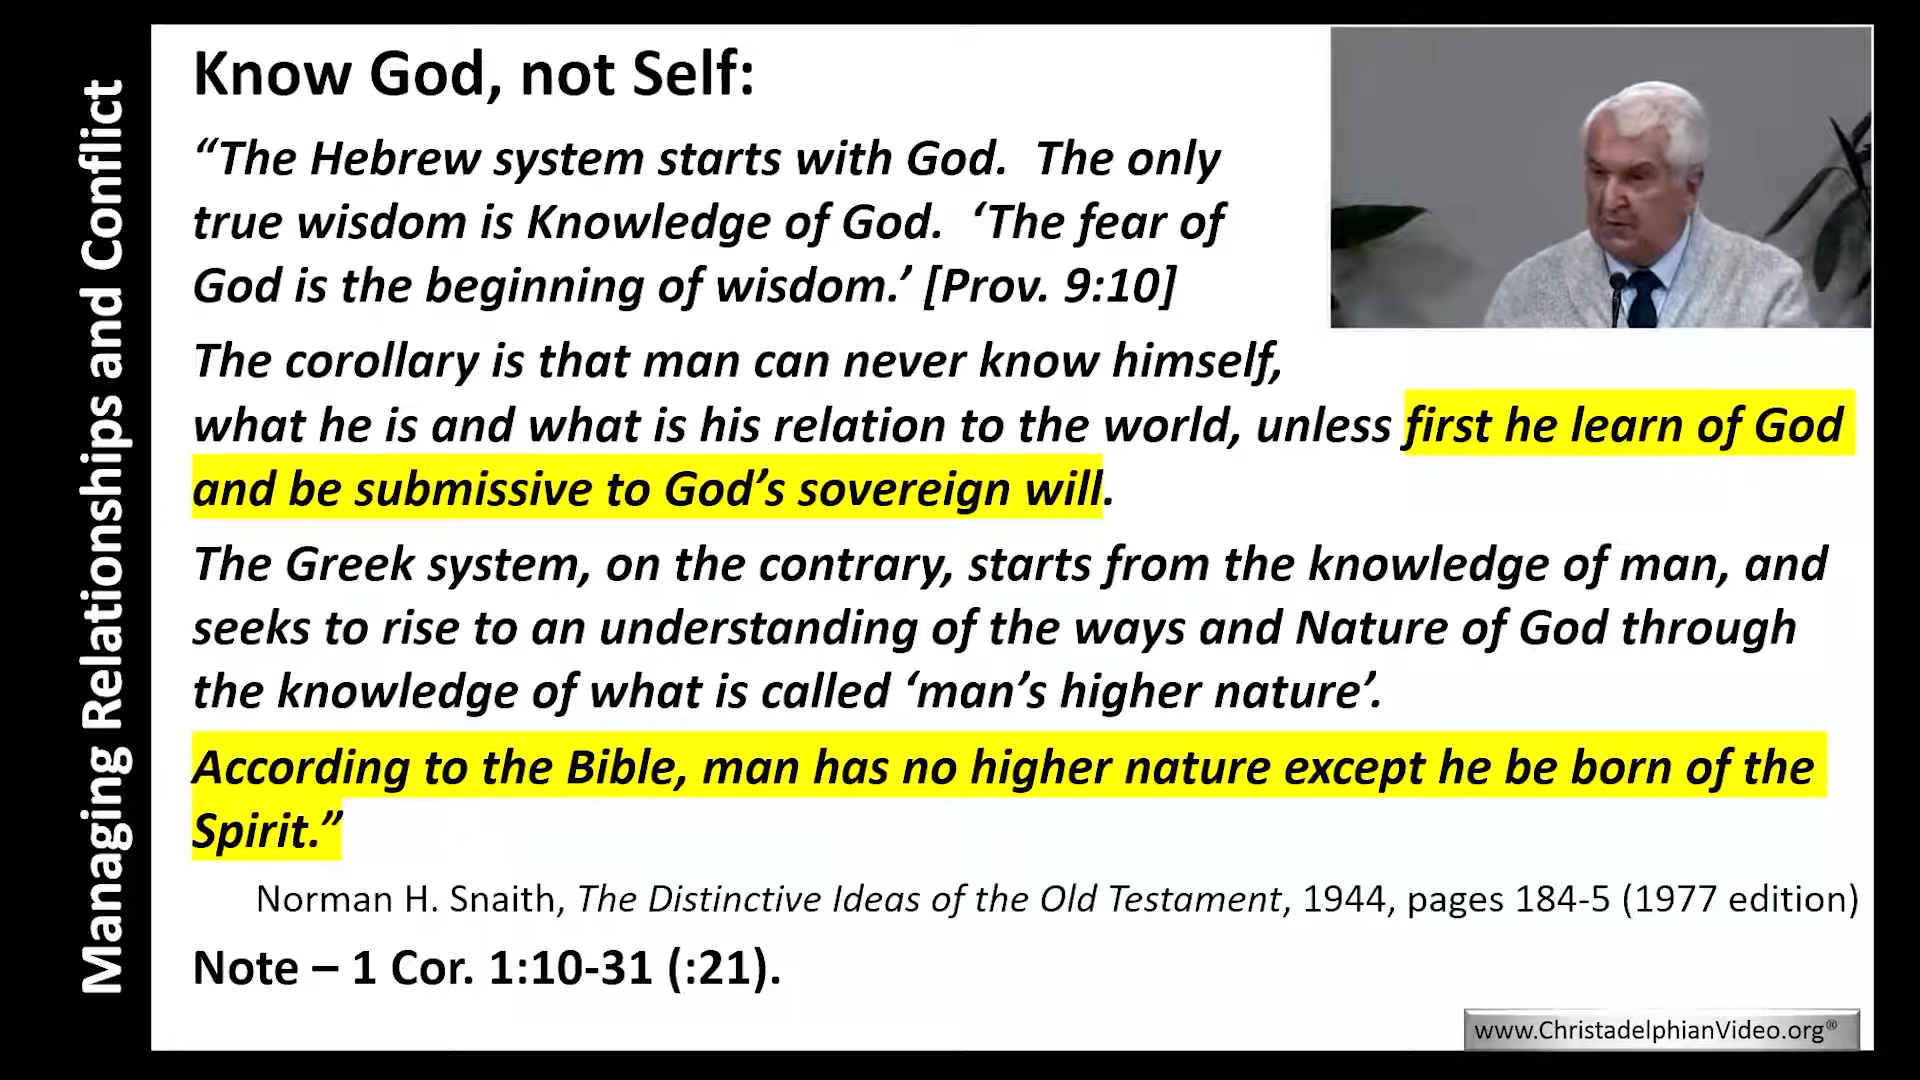 Managing Relationships and Conflict
Know God, not Self:
“The Hebrew system starts with God.  The only
true wisdom is Knowledge of God.  ‘The fear of
God is the beginning of wisdom.’ [Prov. 9:10]
The corollary is that man can never know himself,
what he is and what is his relation to the world, unless first he learn of God
and be submissive to God’s sovereign will.
The Greek system, on the contrary, starts from the knowledge of man, and
seeks to rise to an understanding of the ways and Nature of God through
the knowledge of what is called ‘man’s higher nature’.
According to the Bible, man has no higher nature except he be born of the
Spirit.”
Norman H. Snaith, The Distinctive Ideas of the Old Testament, 1944, pages 184-5 (1977 edition)
Note – 1 Cor. 1:10-31 (:21).
www.ChristadelphianVideo.org®